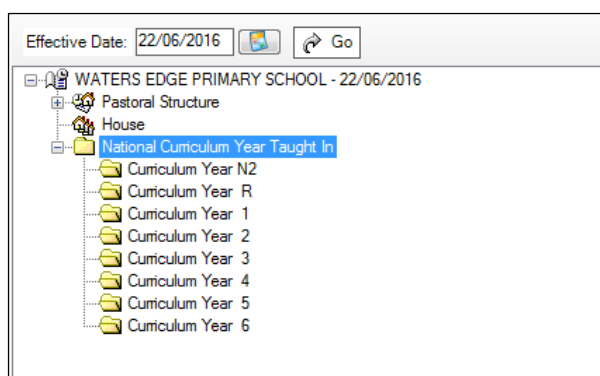 Effective Date: 22/06/2016 Go
WATERS EDGE PRIMARY SCHOOL - 22/06/2016
Pastoral Structure
House
National Curriculum Year Taught In
Curriculum Year N2
Curriculum Year R
Curriculum Year 1
Curriculum Year 2
Curriculum Year 3
Curriculum Year 4
Curriculum Year 5
Curriculum Year 6